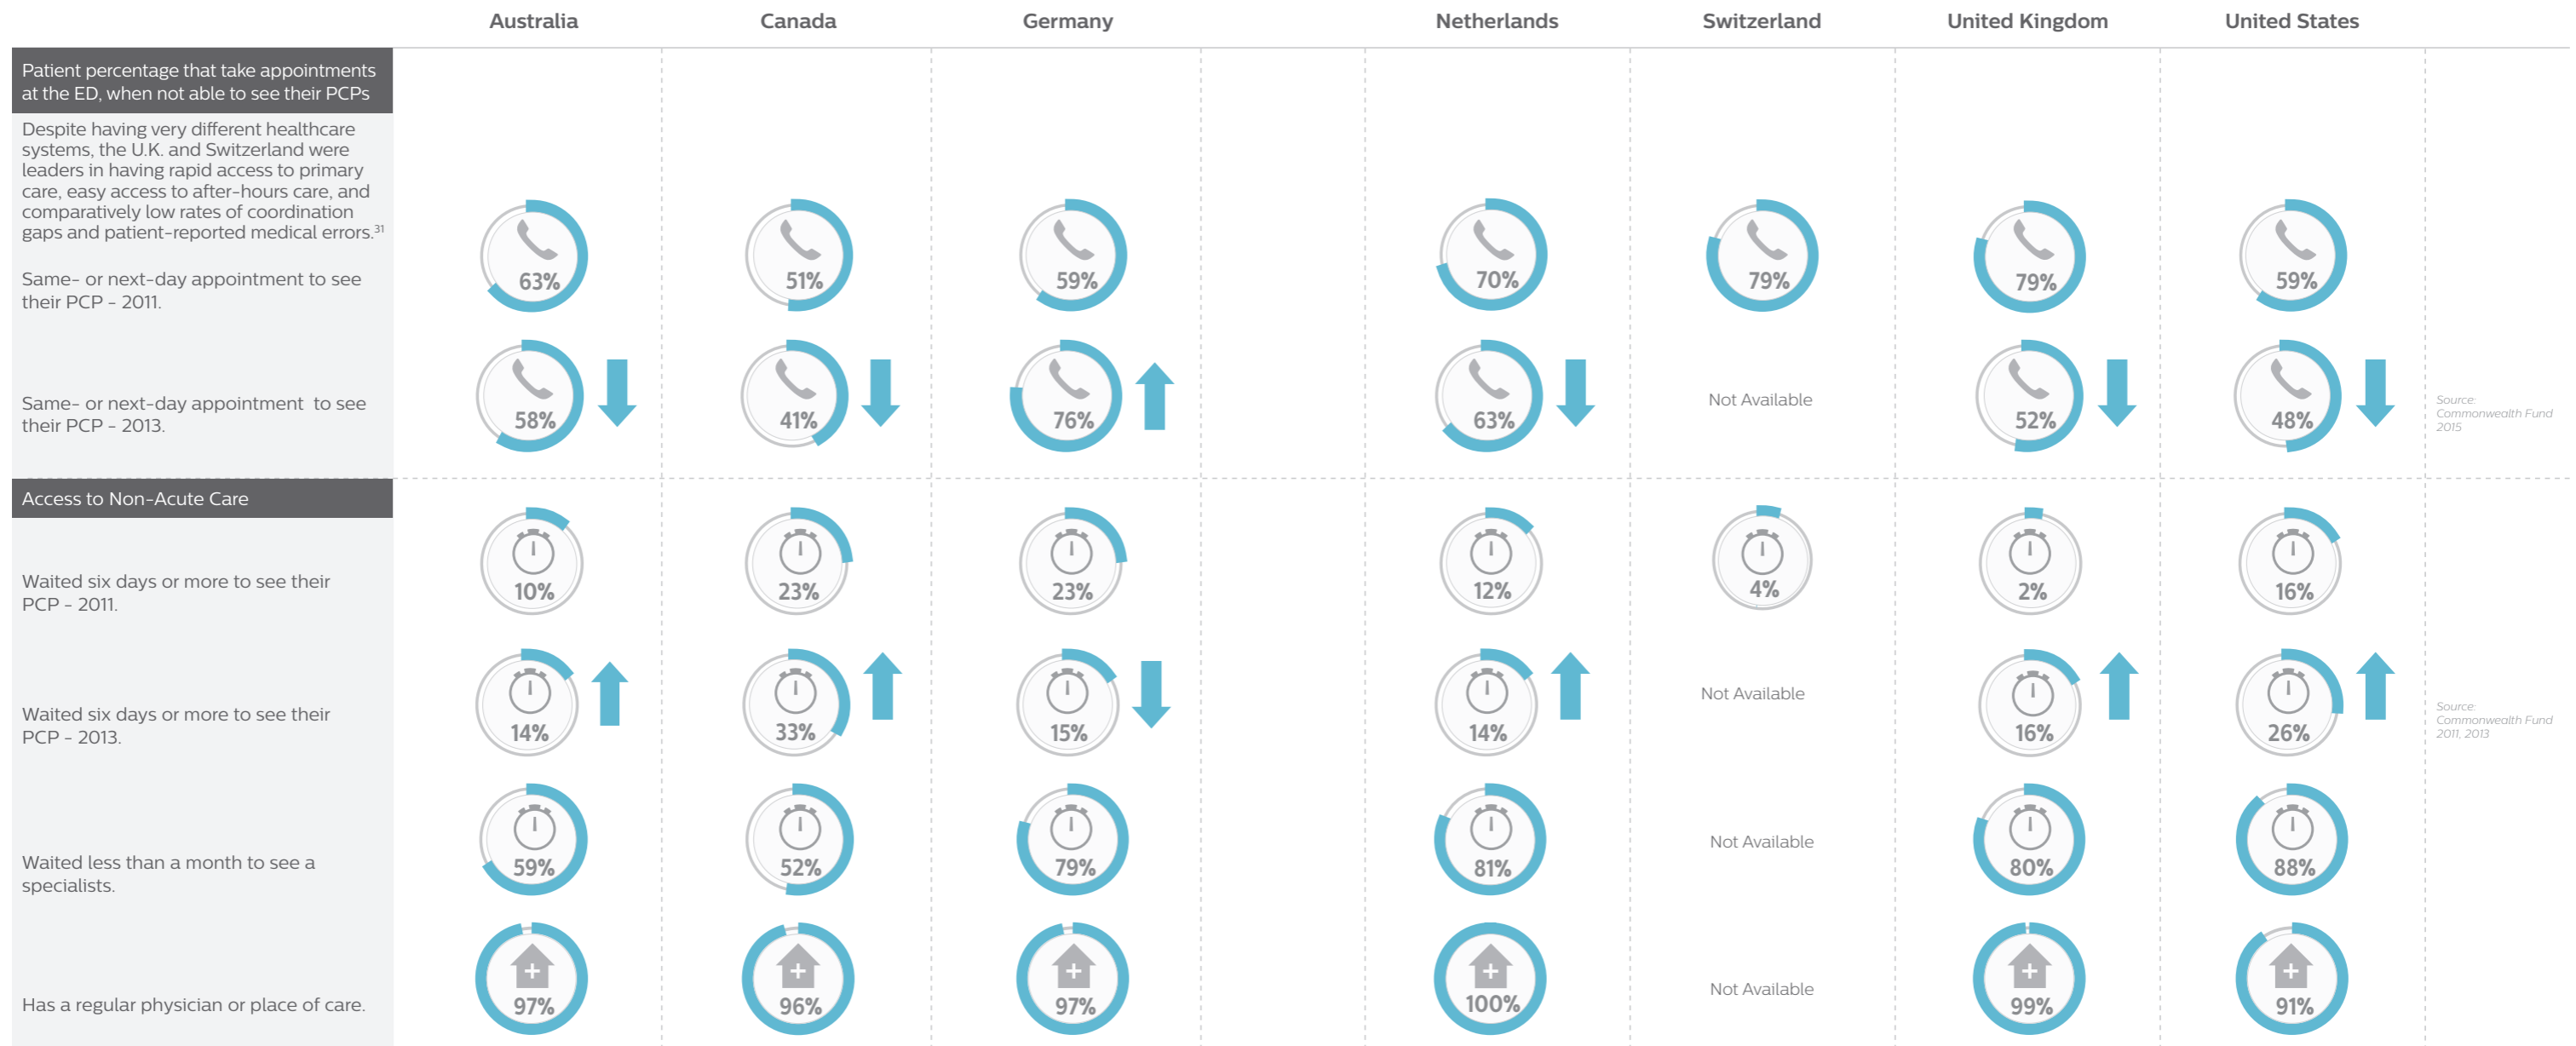 Australia Canada Germany Netherlands Switzerland United Kingdom United States
Patient percentage that take appointments
at the ED, when not able to see their PCPs
Despite having very different healthcare
systems, the U.K. and Switzerland were
leaders in having rapid access to primary
care, easy access to after-hours care, and
comparatively low rates of coordination
gaps and patient-reported medical errors.31
Same- or next-day appointment to see
their PCP - 2011.
63% 51% 59% 70% 79% 79% 59%
Same- or next-day appointment to see
their PCP - 2013.
58% 41% 76% 63% Not Available 52% 48%
Source:
Commonwealth Fund
2015
Access to Non-Acute Care
Waited six days or more to see their
PCP - 2011.
10% 23% 23% 12% 4% 2% 16%
Waited six days or more to see their
PCP - 2013.
14% 33% 15% 14% Not Available 16% 26%
Source:
Commonwealth Fund
2011, 2013
Waited less than a month to see a
specialists.
59% 52% 79% 81% Not Available 80% 88%
Has a regular physician or place of care.
97% 96% 97% 100% Not Available 99% 91%